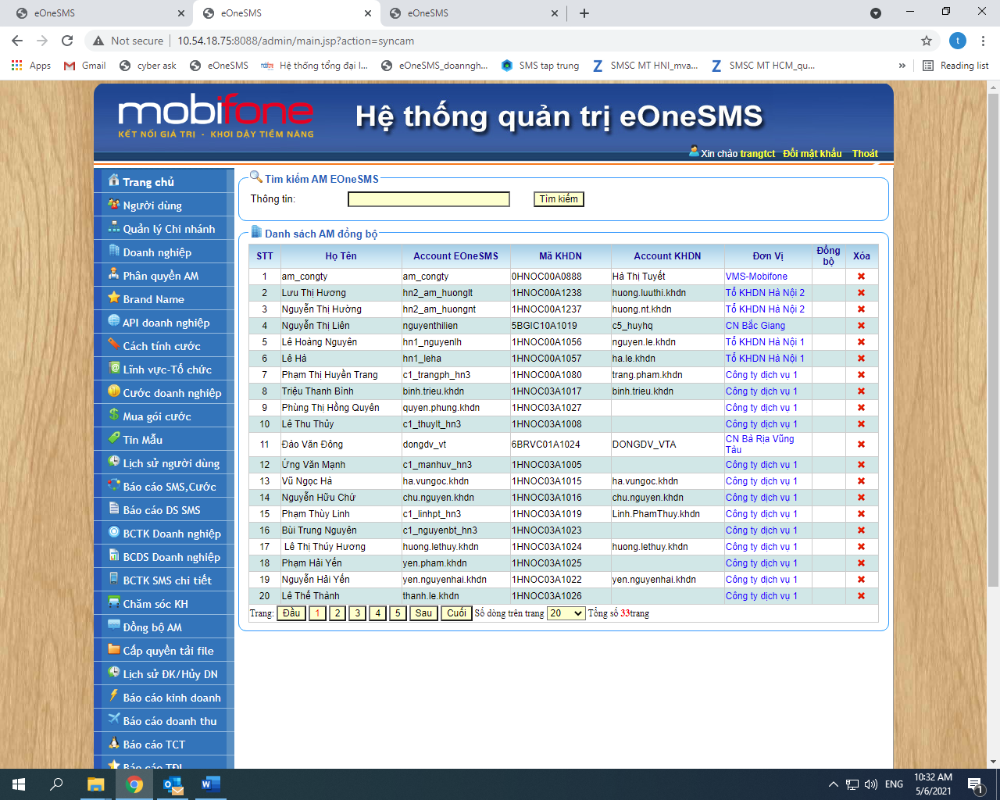 eOneSMS
eOneSMS
eOneSMS
Not secure | 10.54.18.75:8088/admin/main.jsp?action=syncam
t
Apps Gmail cyber ask eOneSMS Hệ thống tổng đài l... eOneSMS_doanngh... SMS tap trung SMSC MT HNI_mva... SMSC MT HCM_qu... » Reading list
mobifone
KẾT NỐI GIÁ TRỊ - KHƠI DẬY TIỀM NĂNG
Hệ thống quản trị eOneSMS
Xin chào trangtct Đổi mật khẩu Thoát
Trang chủ
Người dùng
Quản lý Chi nhánh
Doanh nghiệp
Phân quyền AM
Brand Name
API doanh nghiệp
Cách tính cước
Lĩnh vực-Tổ chức
Cước doanh nghiệp
Mua gói cước
Tin Mẫu
Lịch sử người dùng
Báo cáo SMS,Cước
Báo cáo DS SMS
BCTK Doanh nghiệp
BCDS Doanh nghiệp
BCTK SMS chi tiết
Chăm sóc KH
Đồng bộ AM
Cấp quyền tải file
Lịch sử ĐK/Hủy DN
Báo cáo kinh doanh
Báo cáo doanh thu
Báo cáo TCT
Báo cáo TĐL
Tìm kiếm AM EOneSMS
Thông tin: Tìm kiếm
Danh sách AM đồng bộ
STT Họ Tên Account EOneSMS Mã KHDN Account KHDN Đơn Vị Đồng bộ Xóa
1 am_congty am_congty 0HNOC00A0888 Hà Thị Tuyết VMS-Mobifone
2 Lưu Thị Hương hn2_am_huonglt 1HNOC00A1238 huong.luuthi.khdn Tổ KHDN Hà Nội 2
3 Nguyễn Thị Hường hn2_am_huongnt 1HNOC00A1237 huong.nt.khdn Tổ KHDN Hà Nội 2
4 Nguyễn Thị Liên nguyenthilien 5BGIC10A1019 c5_huyhq CN Bắc Giang
5 Lê Hoàng Nguyên hn1_nguyenlh 1HNOC00A1056 nguyen.le.khdn Tổ KHDN Hà Nội 1
6 Lê Hà hn1_leha 1HNOC00A1057 ha.le.khdn Tổ KHDN Hà Nội 1
7 Phạm Thị Huyền Trang c1_trangph_hn3 1HNOC00A1080 trang.pham.khdn Công ty dịch vụ 1
8 Triệu Thanh Bình binh.trieu.khdn 1HNOC03A1017 binh.trieu.khdn Công ty dịch vụ 1
9 Phùng Thị Hồng Quyên quyen.phung.khdn 1HNOC03A1027 Công ty dịch vụ 1
10 Lê Thu Thủy c1_thuylt_hn3 1HNOC03A1008 Công ty dịch vụ 1
11 Đào Văn Đông dongdv_vt 6BRVC01A1024 DONGDV_VTA CN Bà Rịa Vũng Tàu
12 Ứng Văn Mạnh c1_manhuv_hn3 1HNOC03A1005 Công ty dịch vụ 1
13 Vũ Ngọc Hà ha.vungoc.khdn 1HNOC03A1015 ha.vungoc.khdn Công ty dịch vụ 1
14 Nguyễn Hữu Chứ chu.nguyen.khdn 1HNOC03A1016 chu.nguyen.khdn Công ty dịch vụ 1
15 Phạm Thùy Linh c1_linhpt_hn3 1HNOC03A1019 Linh.PhamThuy.khdn Công ty dịch vụ 1
16 Bùi Trung Nguyên c1_nguyenbt_hn3 1HNOC03A1023 Công ty dịch vụ 1
17 Lê Thị Thúy Hương huong.lethuy.khdn 1HNOC03A1024 huong.lethuy.khdn Công ty dịch vụ 1
18 Phạm Hải Yến yen.pham.khdn 1HNOC03A1025 Công ty dịch vụ 1
19 Nguyễn Hải Yến yen.nguyenhai.khdn 1HNOC03A1022 yen.nguyenhai.khdn Công ty dịch vụ 1
20 Lê Thế Thành thanh.le.khdn 1HNOC03A1026 Công ty dịch vụ 1
Trang: Đầu 1 2 3 4 5 Sau Cuối Số dòng trên trang 20 Tổng số 33trang
ENG
10:32 AM
5/6/2021
1